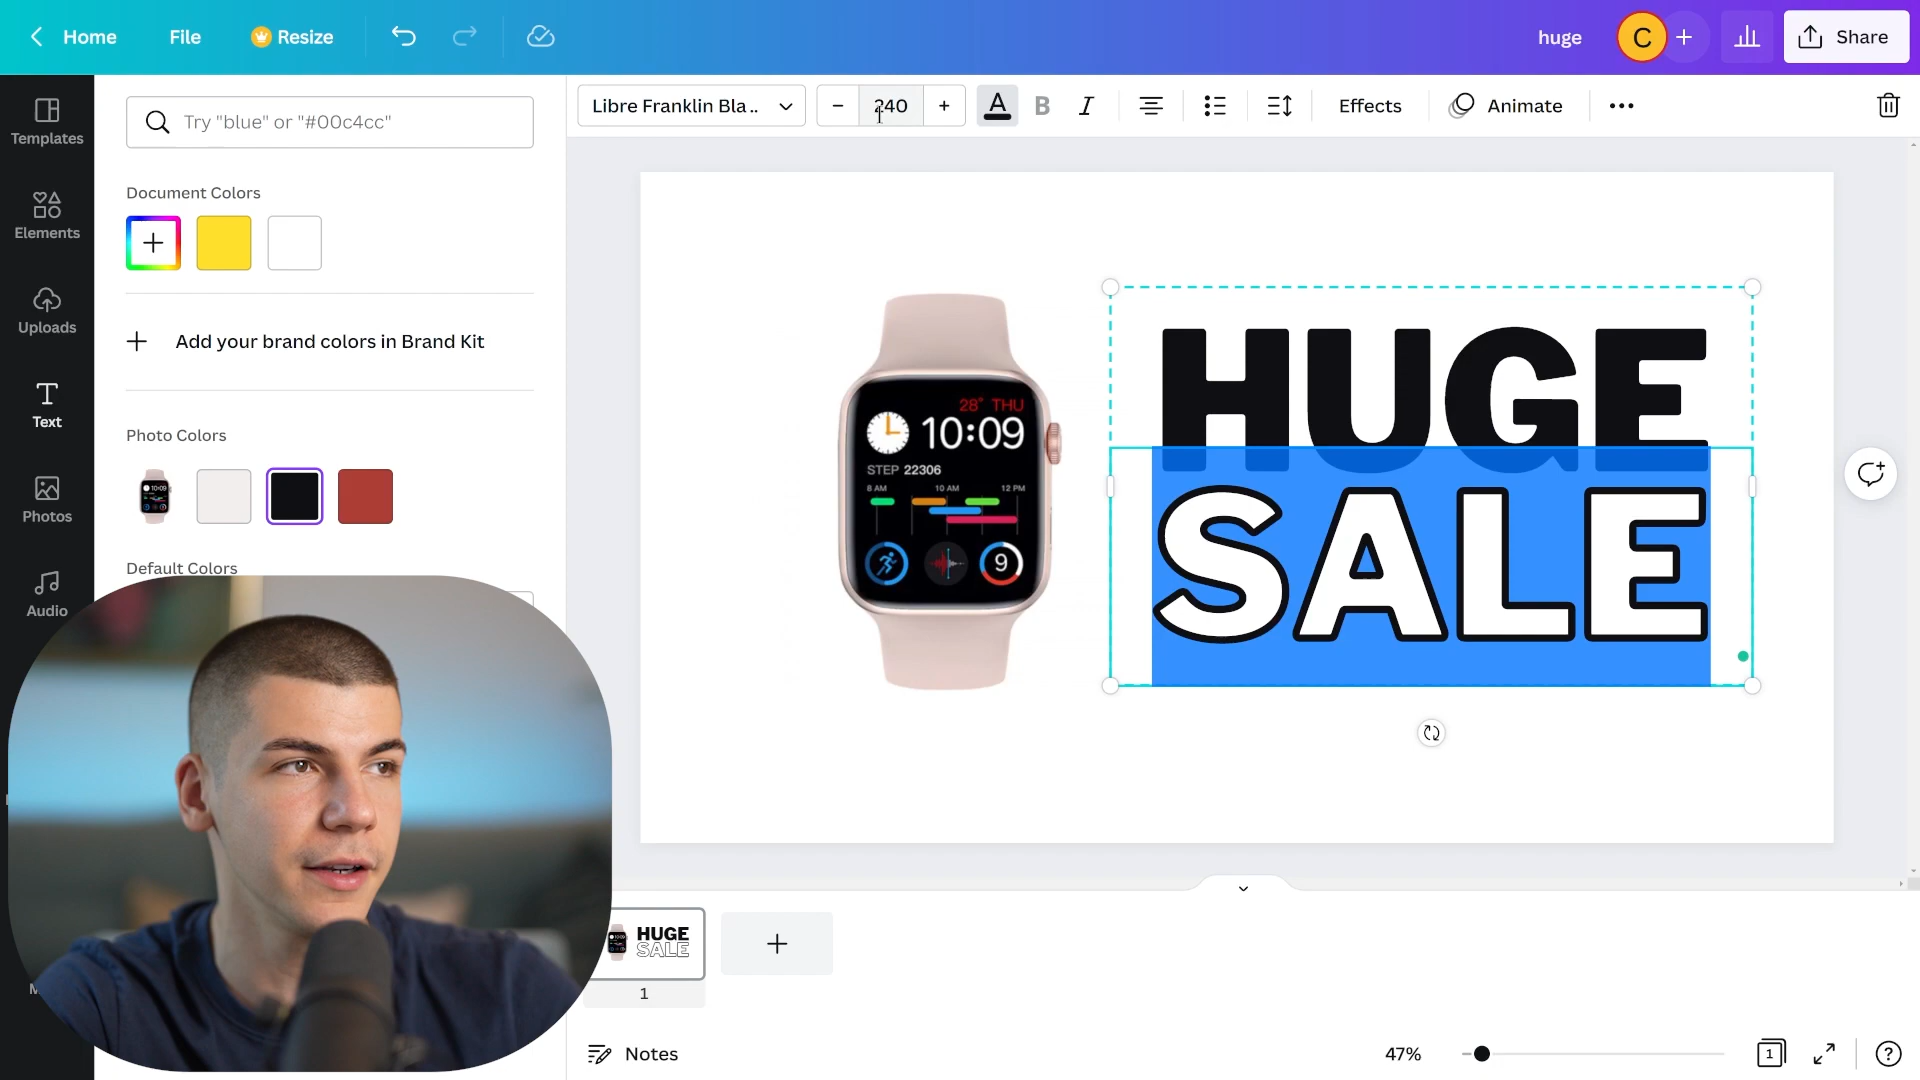 Home File Resize huge C Share
Templates
Elements
Uploads
Text
Photos
Audio
Try "blue" or "#00c4cc"
Document Colors
Add your brand colors in Brand Kit
Photo Colors
Default Colors
Libre Franklin Bla.. - 240 + A B I Effects Animate
28° THU
10:09
STEP 22306
8 AM 10 AM 12 PM
9
HUGE
SALE
HUGE
SALE
1
Notes
47%
1
?